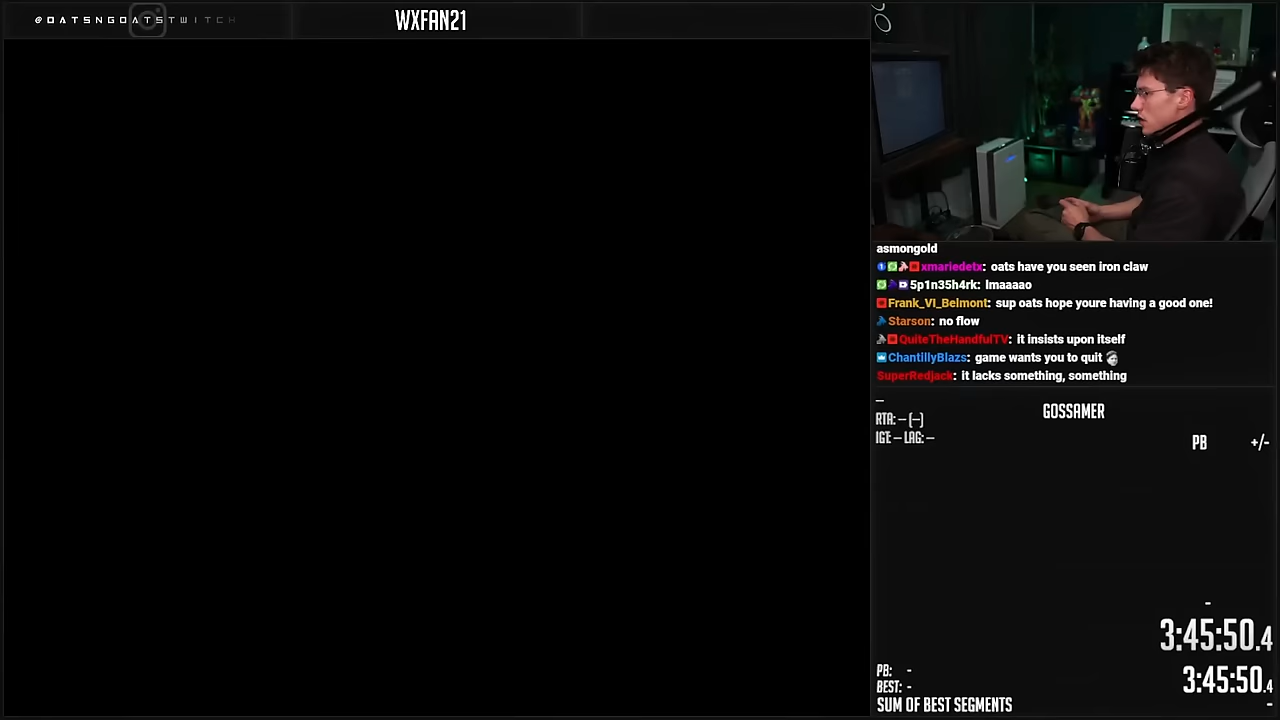 @OATSNGOATSTWITCH
WXFAN21
asmongold
xmariedetx: oats have you seen iron claw
5p1n35h4rk: lmaaaao
Frank_VI_Belmont: sup oats hope youre having a good one!
Starson: no flow
QuiteTheHandfulTV: it insists upon itself
ChantillyBlazs: game wants you to quit
SuperRedjack: it lacks something, something
—
RTA: — (—)
IGT: — LAG: —
GOSSAMER
PB +/-
-
3:45:50.4
3:45:50.4
PB: -
BEST: -
SUM OF BEST SEGMENTS -